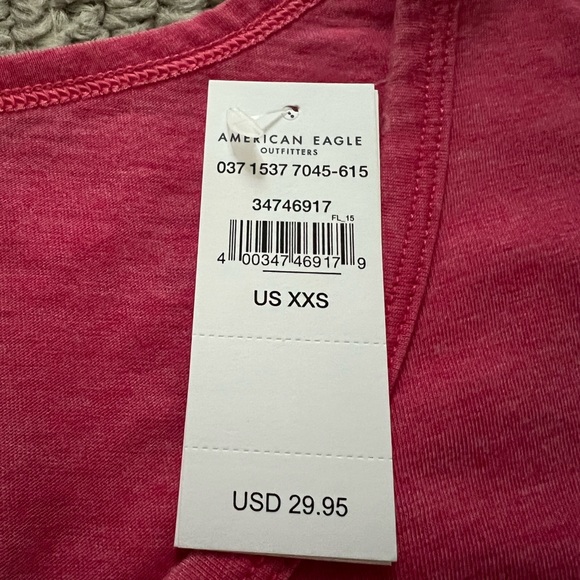 AMERICAN EAGLE
OUTFITTERS
037 1537 7045-615
34746917
FL_15
4 00347 46917 9
US XXS
USD 29.95